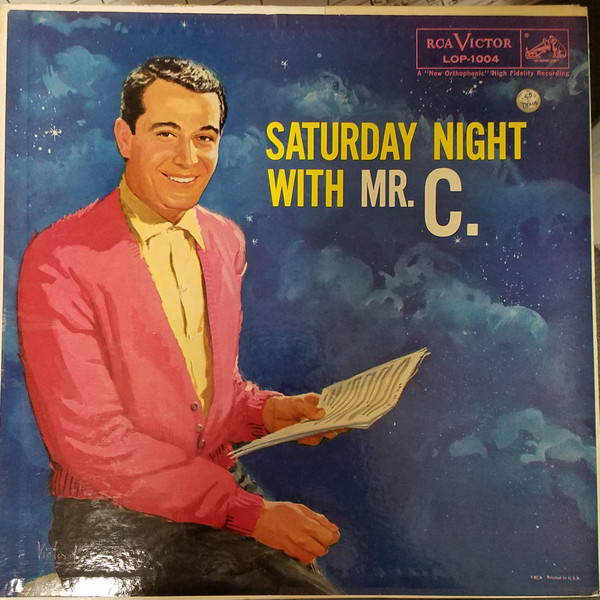 RCA VICTOR
LOP-1004
A "New Orthophonic" High Fidelity Recording
SATURDAY NIGHT
WITH MR. C.
Printed in U.S.A.